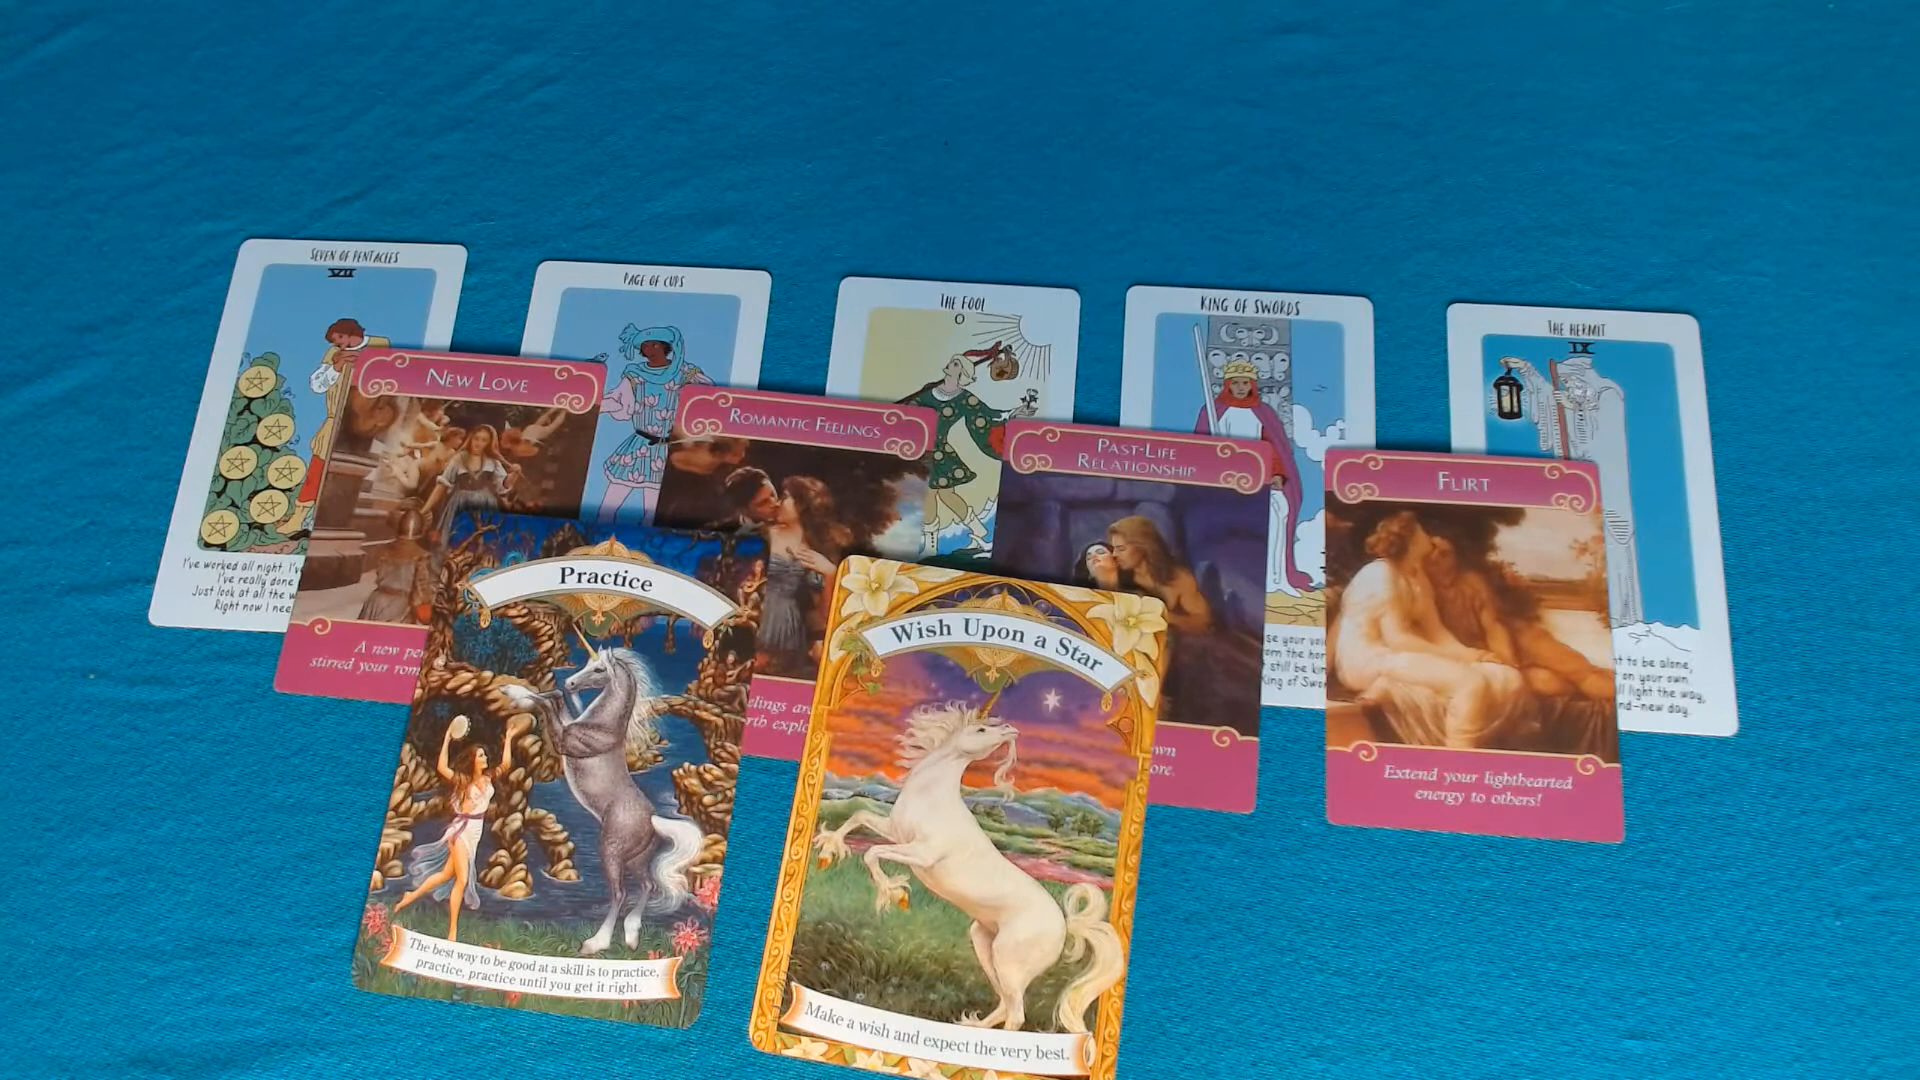 SEVEN OF PENTACLES
VII
I've worked all night, I'v
I've really done
Just look at all the w
Right now I nee
PAGE OF CUPS
THE FOOL
0
KING OF SWORDS
se your voi
om the hor
still be kin
King of Swor
THE HERMIT
IX
t to be alone,
on your own
ll light the way,
nd-new day.
NEW LOVE
A new pe
stirred your rom
ROMANTIC FEELINGS
elings are
rth explo
PAST-LIFE
RELATIONSHIP
own
ore.
FLIRT
Extend your lighthearted
energy to others!
Practice
The best way to be good at a skill is to practice,
practice, practice until you get it right.
Wish Upon a Star
Make a wish and expect the very best.